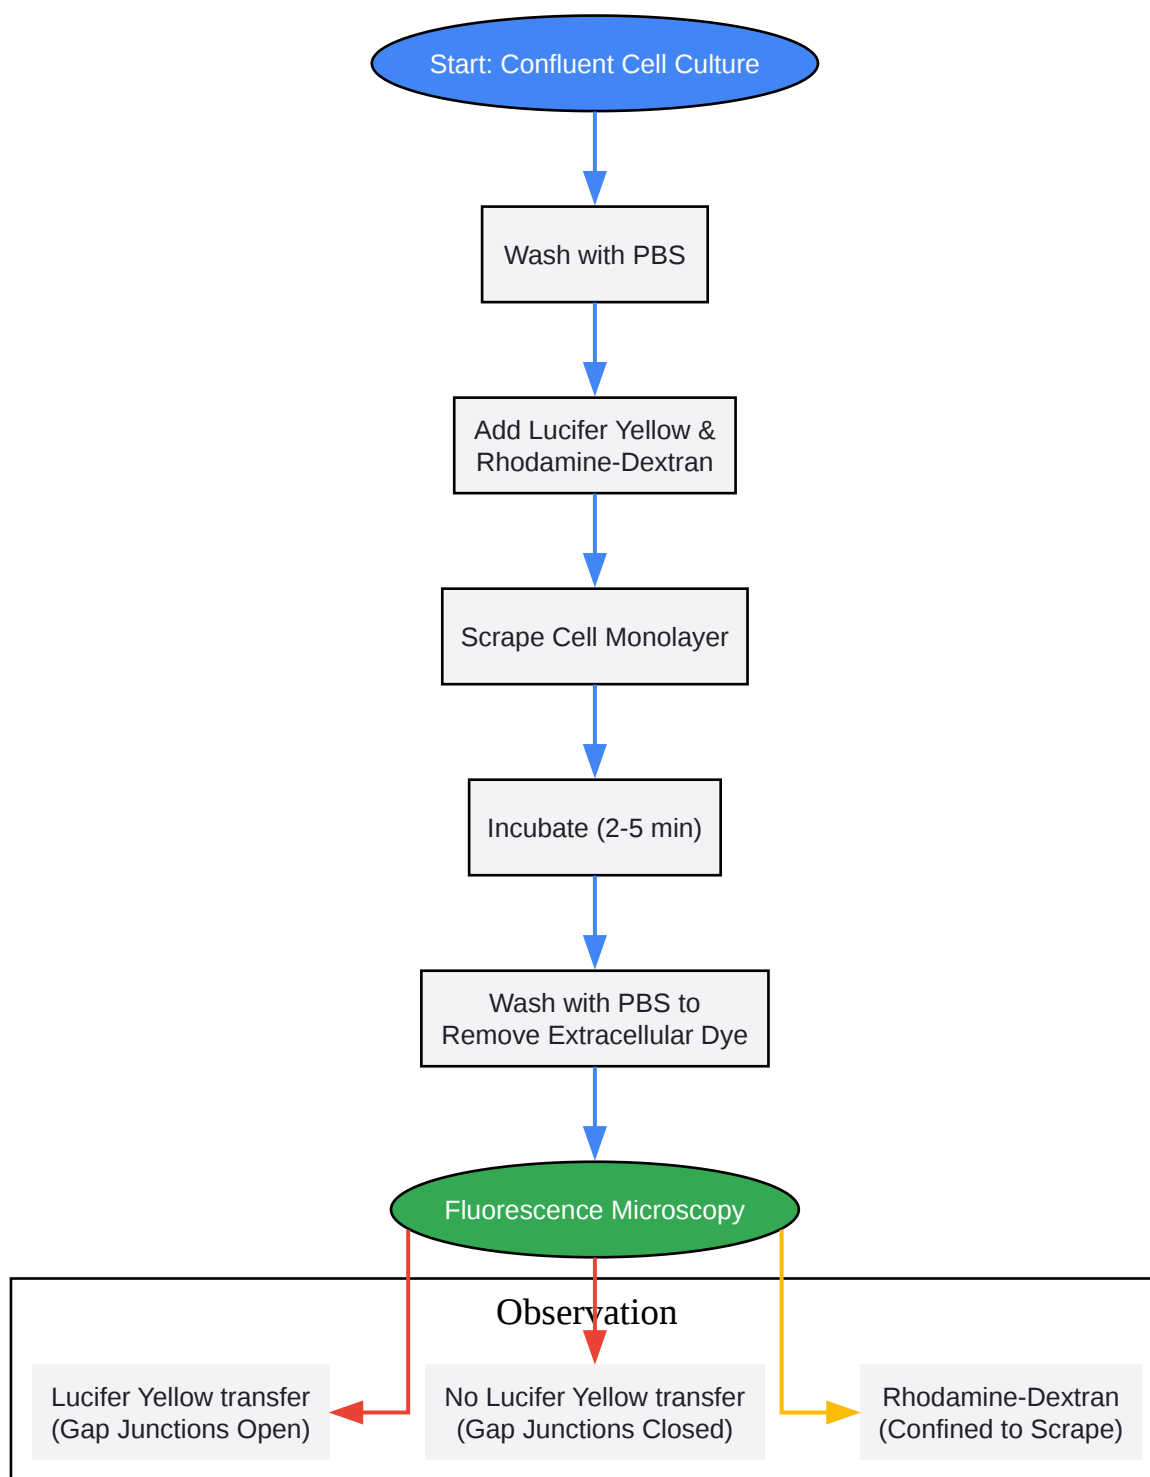 Start: Confluent Cell Culture
Wash with PBS
Add Lucifer Yellow &
Rhodamine-Dextran
Scrape Cell Monolayer
Incubate (2-5 min)
Wash with PBS to
Remove Extracellular Dye
Fluorescence Microscopy
Observation
Lucifer Yellow transfer
(Gap Junctions Open)
No Lucifer Yellow transfer
(Gap Junctions Closed)
Rhodamine-Dextran
(Confined to Scrape)